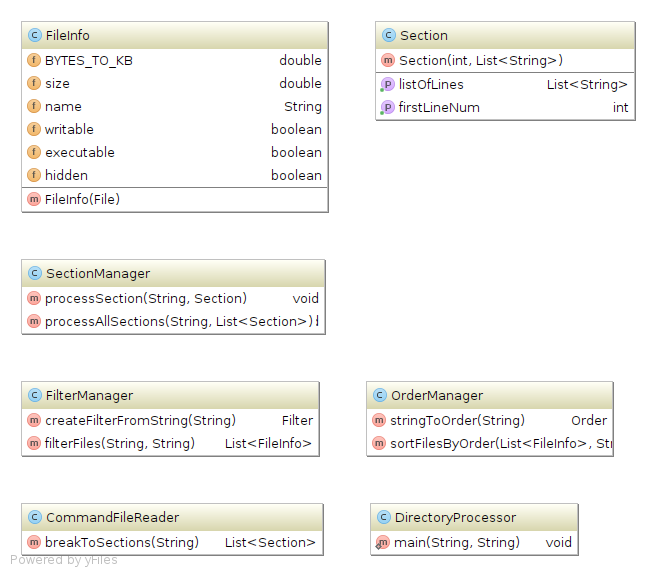 FileInfo
BYTES_TO_KB double
size double
name String
writable boolean
executable boolean
hidden boolean
FileInfo(File)
Section
Section(int, List<String>)
listOfLines List<String>
firstLineNum int
SectionManager
processSection(String, Section) void
processAllSections(String, List<Section>)
FilterManager
createFilterFromString(String) Filter
filterFiles(String, String) List<FileInfo>
OrderManager
stringToOrder(String) Order
sortFilesByOrder(List<FileInfo>,
CommandFileReader
breakToSections(String) List<Section>
DirectoryProcessor
main(String, String) void
Powered by yFiles